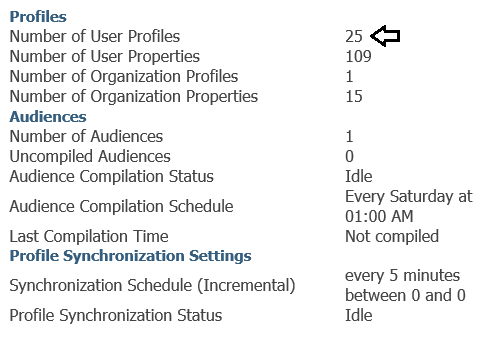 Profiles
Number of User Profiles 25
Number of User Properties 109
Number of Organization Profiles 1
Number of Organization Properties 15
Audiences
Number of Audiences 1
Uncompiled Audiences 0
Audience Compilation Status Idle
Audience Compilation Schedule Every Saturday at
01:00 AM
Last Compilation Time Not compiled
Profile Synchronization Settings
Synchronization Schedule (Incremental) every 5 minutes
between 0 and 0
Profile Synchronization Status Idle